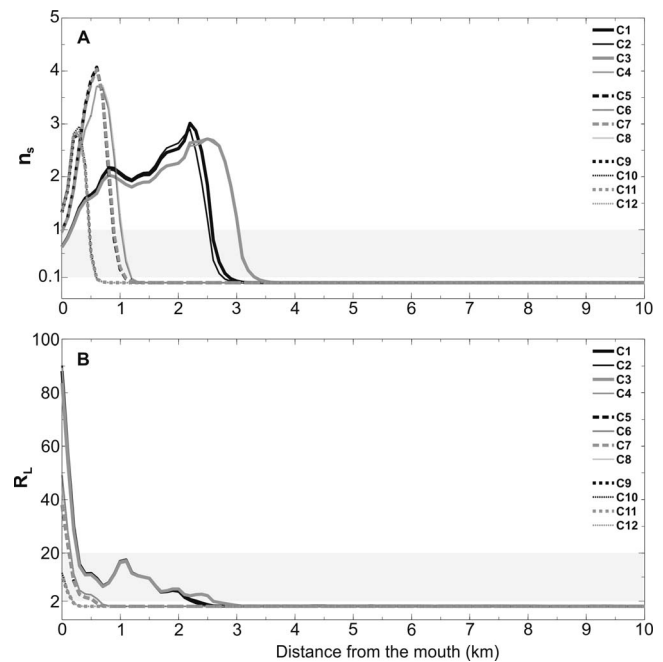 5
4
3
2
1
0.1
n_s
A
C1
C2
C3
C4
C5
C6
C7
C8
C9
C10
C11
C12
0 1 2 3 4 5 6 7 8 9 10
100
80
60
40
20
2
R_L
B
C1
C2
C3
C4
C5
C6
C7
C8
C9
C10
C11
C12
0 1 2 3 4 5 6 7 8 9 10
Distance from the mouth (km)